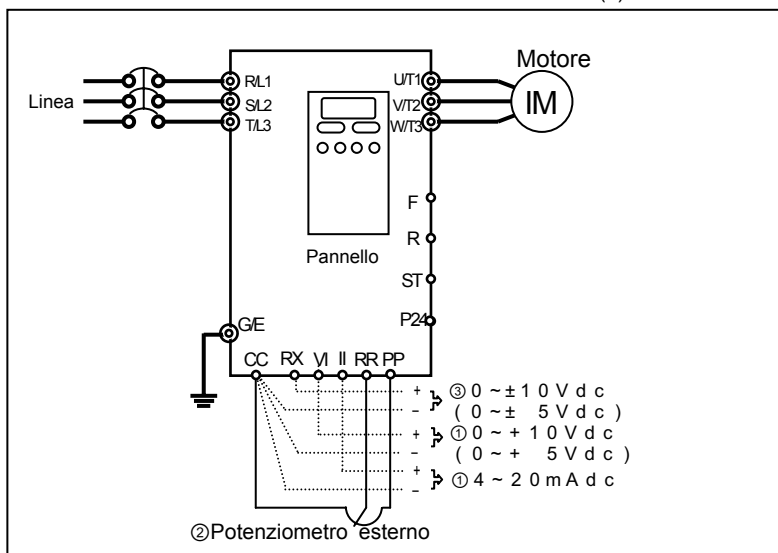 Motore
Linea
R/L1
S/L2
T/L3
U/T1
V/T2
W/T3
IM
F
R
ST
P24
Pannello
G/E
CC RX VI II RR PP
+ ③0~±10Vdc
- (0~± 5Vdc)
+ ①0~+10Vdc
- (0~+ 5Vdc)
+ ①4~20mAdc
-
②Potenziometro esterno